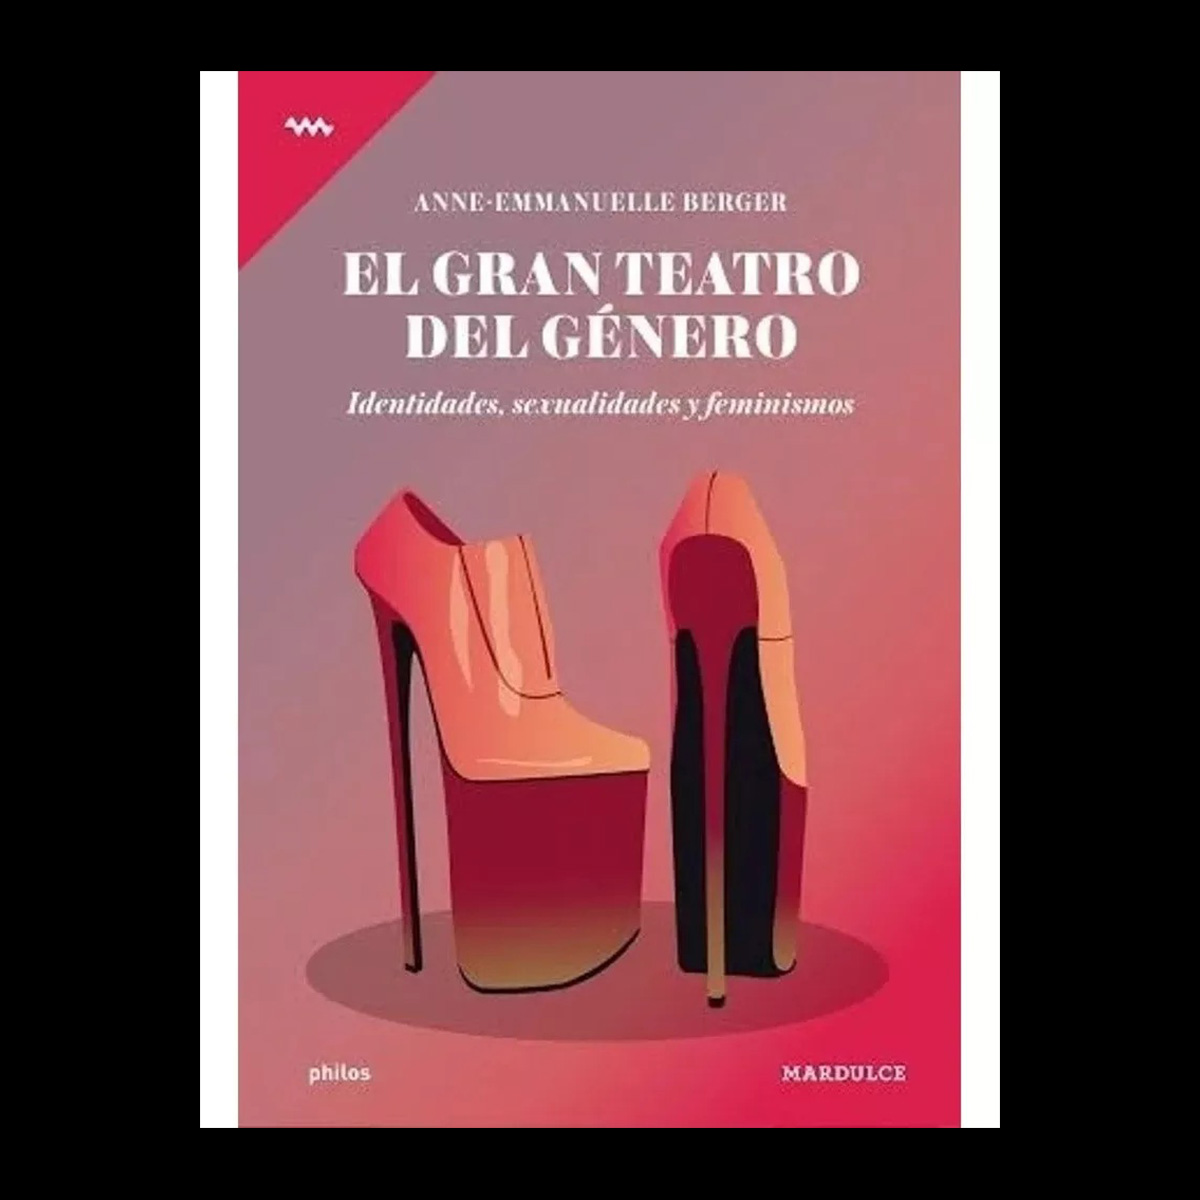 ANNE-EMMANUELLE BERGER
EL GRAN TEATRO
DEL GÉNERO
Identidades, sexualidades y feminismos
philos
MARDULCE